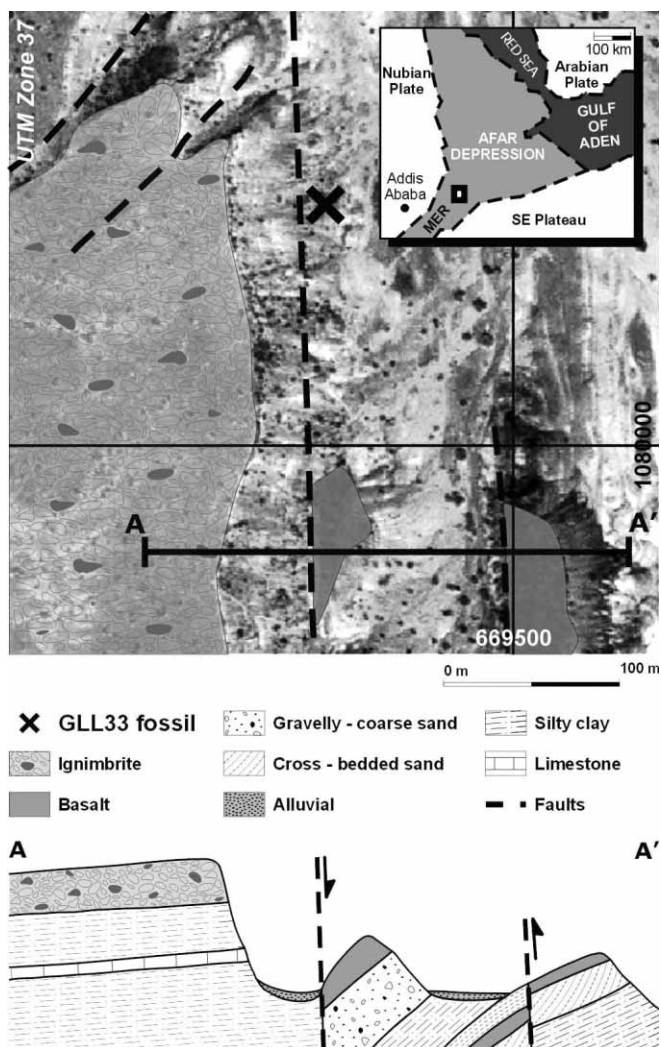 UTM Zone 37
100 km
RED SEA
Nubian
Plate
Arabian
Plate
GULF
OF
ADEN
AFAR
DEPRESSION
Addis
Ababa
MER
SE Plateau
1080000
A
A′
669500
0 m
100 m
GLL33 fossil
Gravelly - coarse sand
Silty clay
Ignimbrite
Cross - bedded sand
Limestone
Basalt
Alluvial
Faults
A
A′